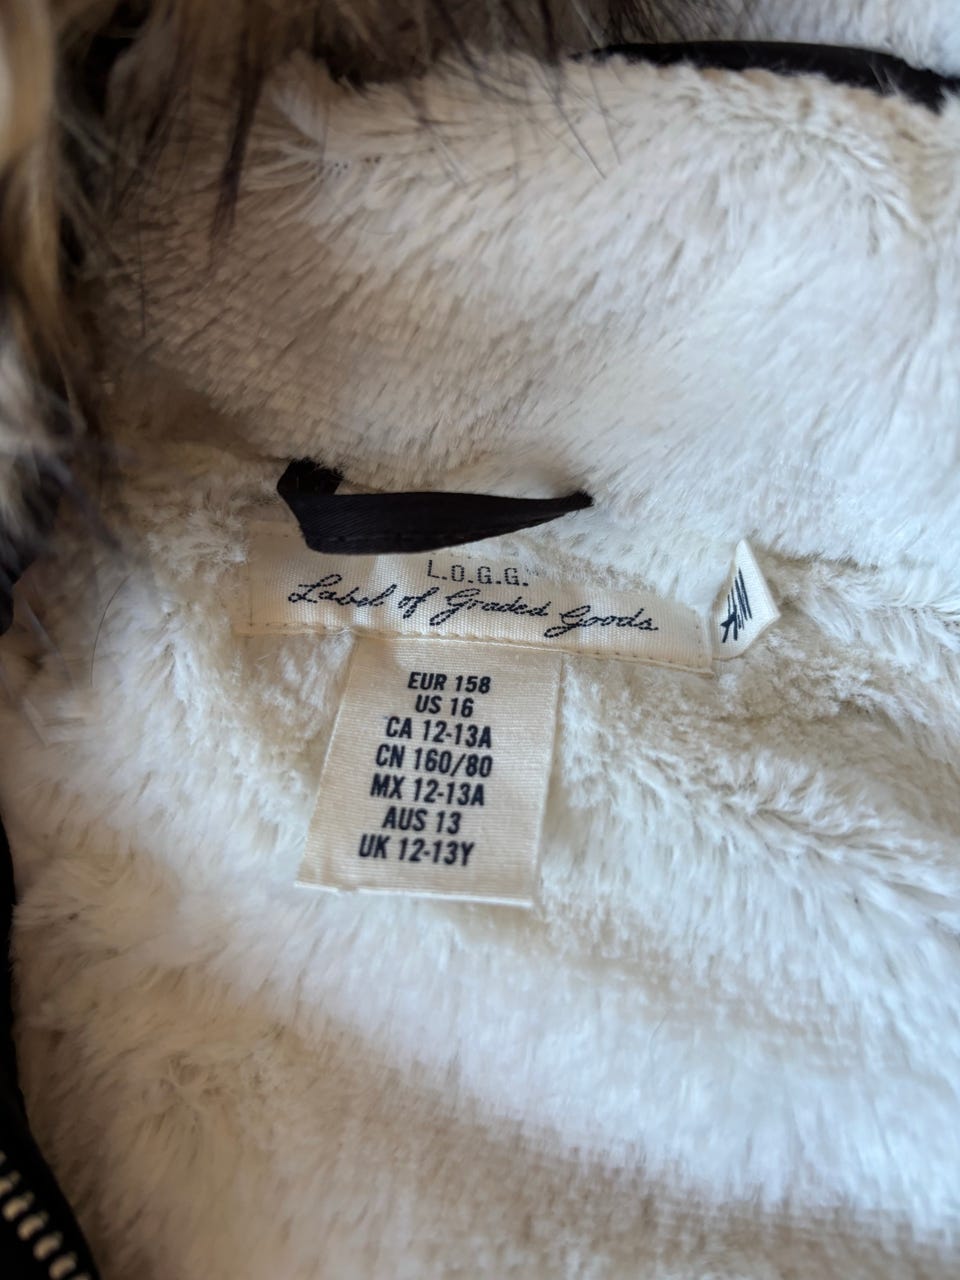 L.O.G.G.
Label of Graded Goods
H&M
EUR 158
US 16
CA 12-13A
CN 160/80
MX 12-13A
AUS 13
UK 12-13Y